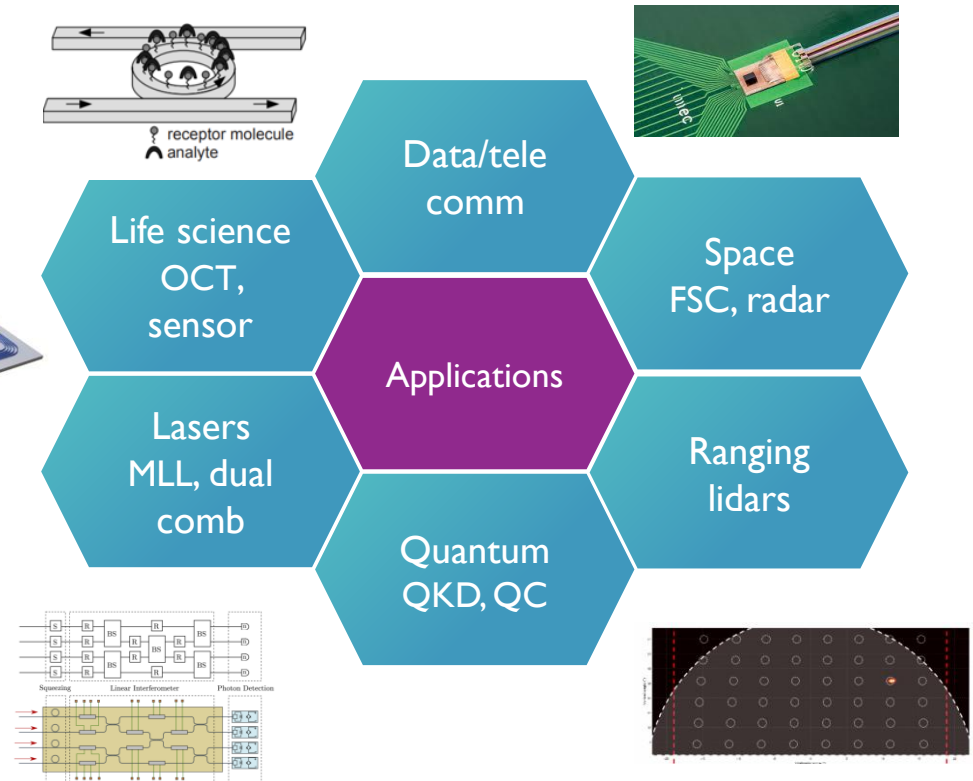 receptor molecule
analyte
imec
Data/tele
comm
Life science
OCT,
sensor
Space
FSC, radar
Applications
Lasers
MLL, dual
comb
Ranging
lidars
Quantum
QKD, QC
S R BS R BS R
S R R BS R
S R BS R BS
S R R
Squeezing Linear Interferometer Photon Detection